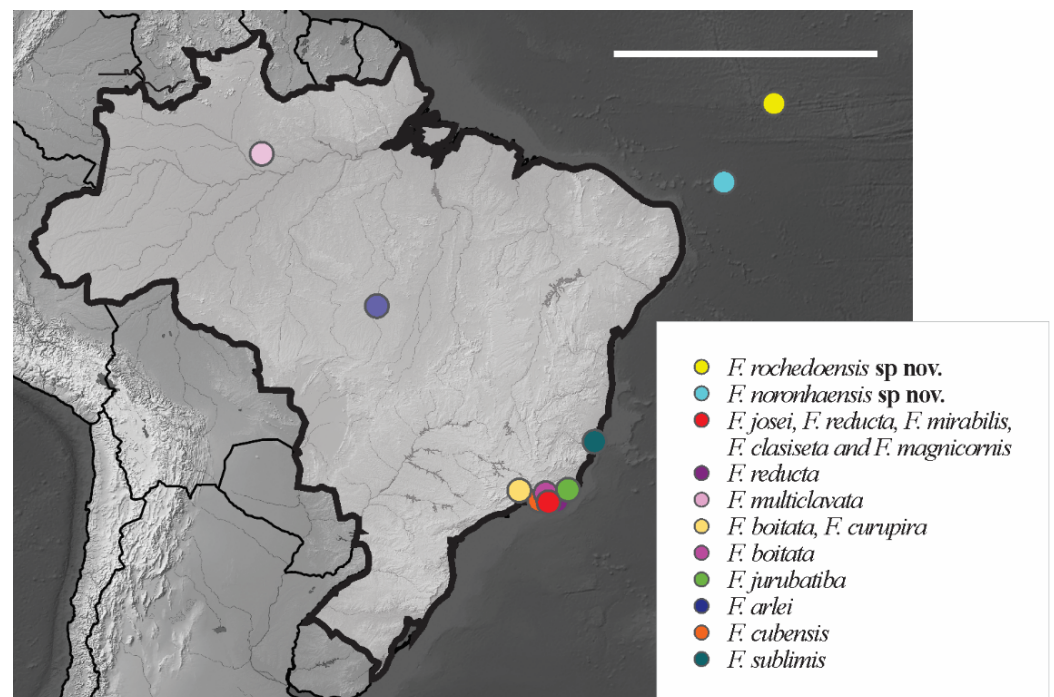 F. rochedoensis sp nov.
F. noronhaensis sp nov.
F. josei, F. reducta, F. mirabilis,
F. clasiseta and F. magnicornis
F. reducta
F. multiclavata
F. boitata, F. curupira
F. boitata
F. jurubatiba
F. arlei
F. cubensis
F. sublimis